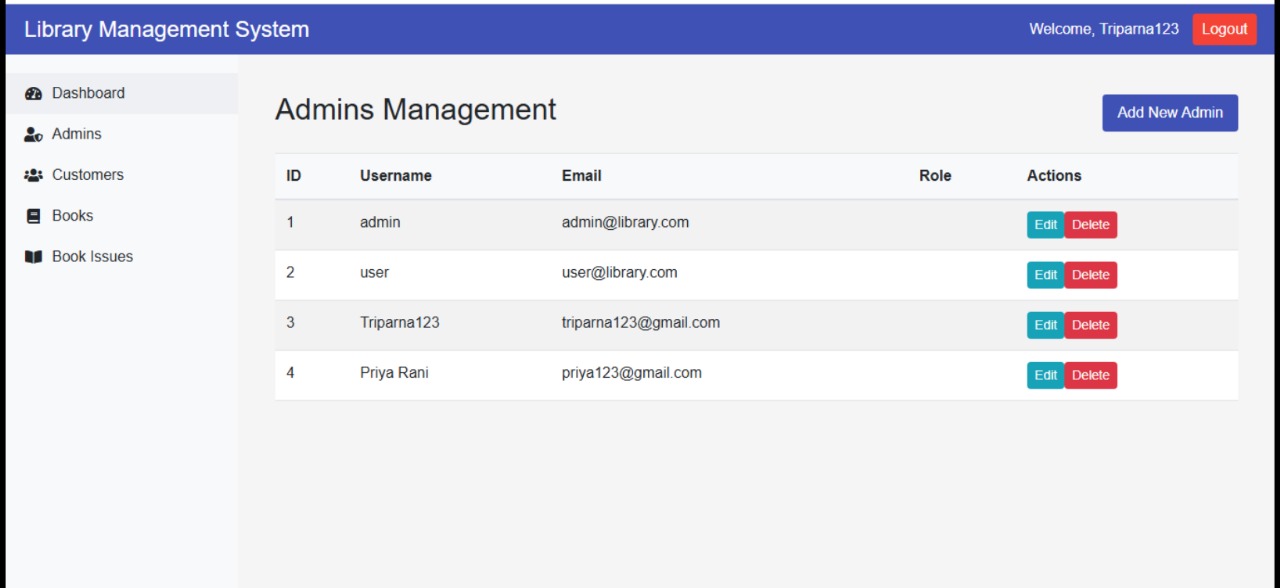 Library Management System Welcome, Triparna123 Logout
Dashboard
Admins
Customers
Books
Book Issues
Admins Management Add New Admin
ID Username Email Role Actions
1 admin admin@library.com Edit Delete
2 user user@library.com Edit Delete
3 Triparna123 triparna123@gmail.com Edit Delete
4 Priya Rani priya123@gmail.com Edit Delete